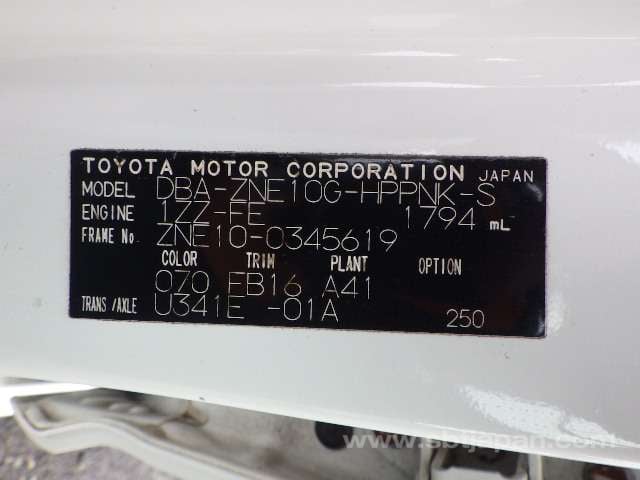 TOYOTA MOTOR CORPORATION JAPAN
MODEL DBA-ZNE10G-HPPNK-S
ENGINE 1ZZ-FE 1794 mL
FRAME No ZNE10-0345619
COLOR TRIM PLANT OPTION
070 EB16 A41
TRANS/AXLE U341E -01A 250
www.sbtjapan.com